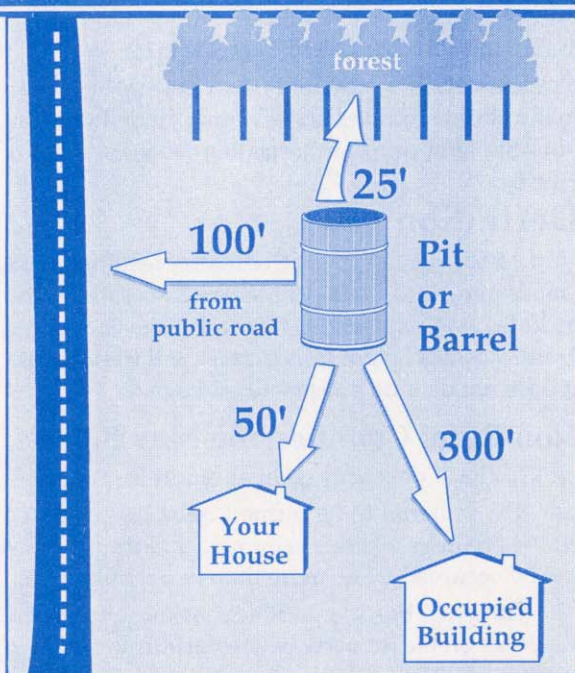 forest
25'
100'
from
public road
Pit
or
Barrel
50'
300'
Your
House
Occupied
Building